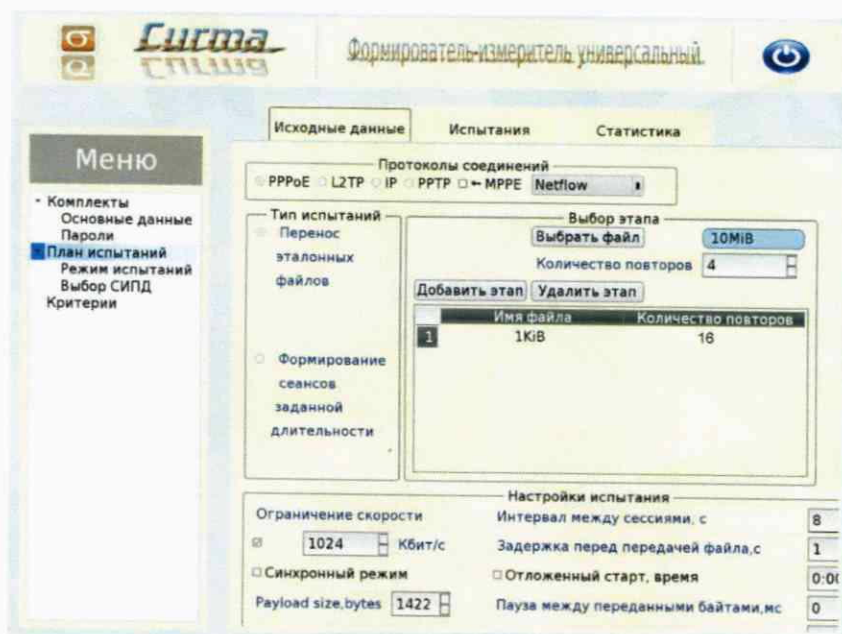 Сигма
Формирователь-измеритель универсальный
Исходные данные Испытания Статистика
Меню
Комплекты
Основные данные
Пароли
План испытаний
Режим испытаний
Выбор СИПД
Критерии
Протоколы соединений
PPPoE L2TP IP PPTP ← MPPE Netflow
Тип испытаний
Перенос
эталонных
файлов
Формирование
сеансов
заданной
длительности
Выбор этапа
Выбрать файл 10MiB
Количество повторов 4
Добавить этап Удалить этап
Имя файла Количество повторов
1 1KiB 16
Настройки испытания
Ограничение скорости
1024 Кбит/с
Синхронный режим
Payload size,bytes 1422
Интервал между сессиями, с 8
Задержка перед передачей файла,с 1
Отложенный старт, время 0:00
Пауза между переданными байтами,мс 0